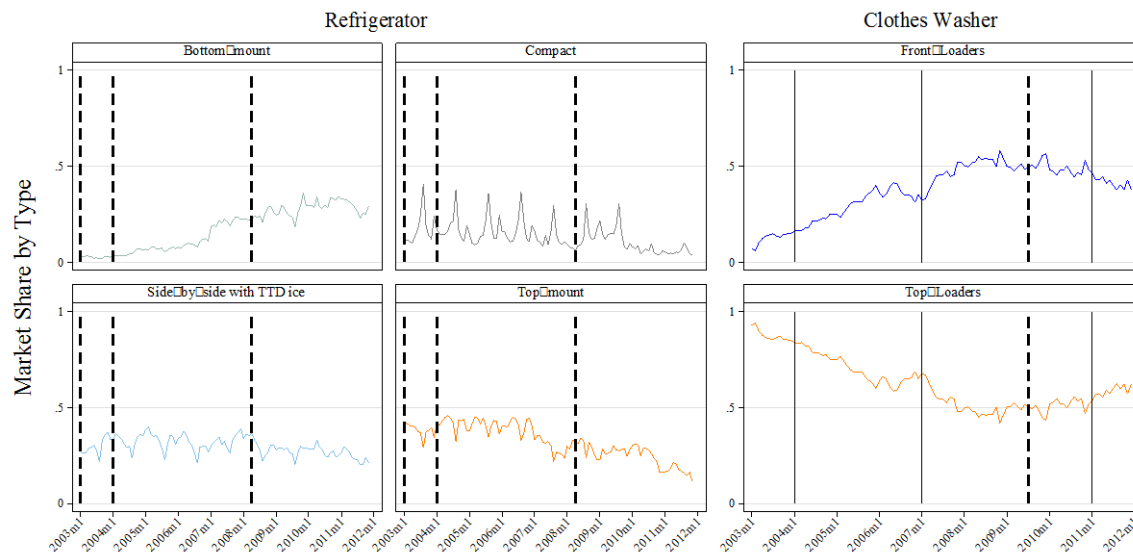 Refrigerator
Clothes Washer
Market Share by Type
Bottom□mount
Compact
Front□Loaders
1
.5
0
1
.5
0
1
.5
0
Side□by□side with TTD ice
Top□mount
Top□Loaders
1
.5
0
1
.5
0
1
.5
0
2003m1
2004m1
2005m1
2006m1
2007m1
2008m1
2009m1
2010m1
2011m1
2012m1
2003m1
2004m1
2005m1
2006m1
2007m1
2008m1
2009m1
2010m1
2011m1
2012m1
2003m1
2004m1
2005m1
2006m1
2007m1
2008m1
2009m1
2010m1
2011m1
2012m1